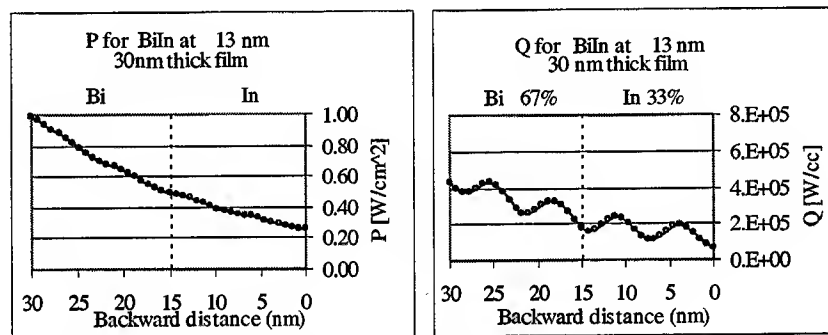 P for BiIn at 13 nm
30nm thick film
Bi In
1.00
0.80
0.60
0.40
0.20
0.00
P [W/cm^2]
30 25 20 15 10 5 0
Backward distance (nm)
Q for BiIn at 13 nm
30 nm thick film
Bi 67% In 33%
8.E+05
6.E+05
4.E+05
2.E+05
0.E+00
Q [W/cc]
30 25 20 15 10 5 0
Backward distance (nm)